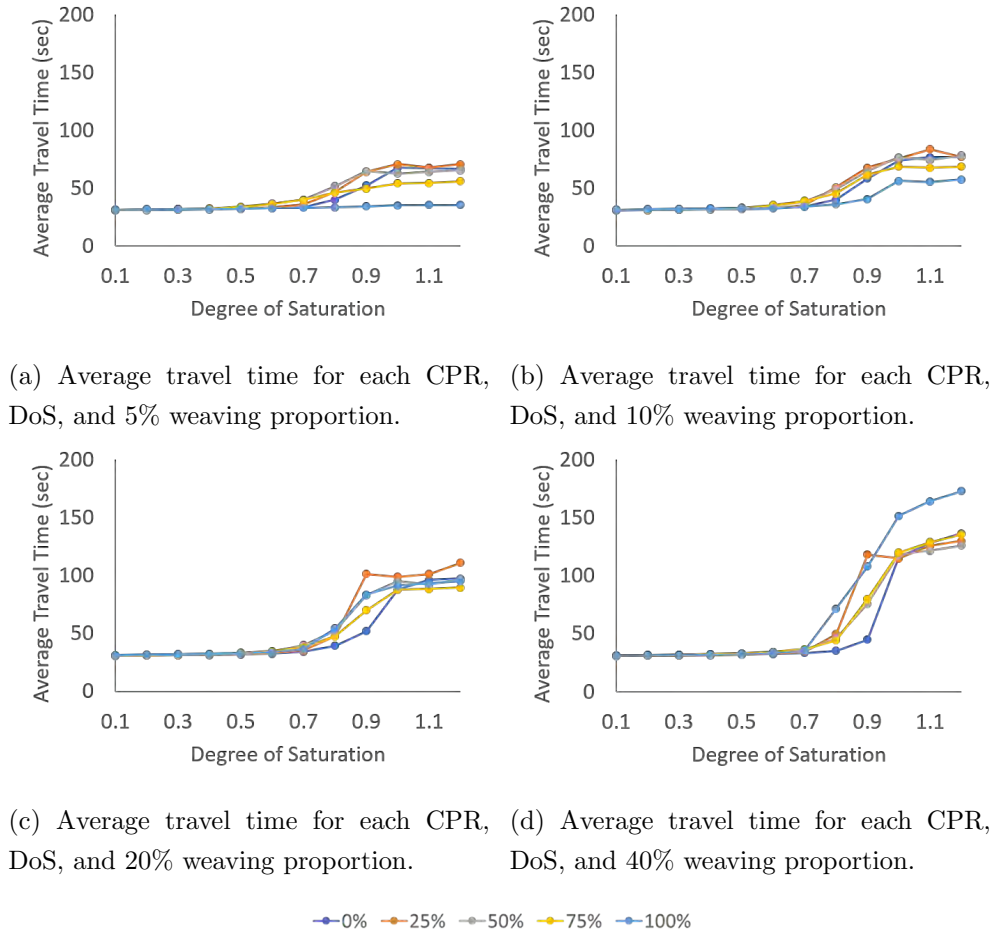 200
150
100
50
0
Average Travel Time (sec)
0.1 0.3 0.5 0.7 0.9 1.1
Degree of Saturation
200
150
100
50
0
Average Travel Time (sec)
0.1 0.3 0.5 0.7 0.9 1.1
Degree of Saturation
(a) Average travel time for each CPR,
DoS, and 5% weaving proportion.
(b) Average travel time for each CPR,
DoS, and 10% weaving proportion.
200
150
100
50
0
Average Travel Time (sec)
0.1 0.3 0.5 0.7 0.9 1.1
Degree of Saturation
200
150
100
50
0
Average Travel Time (sec)
0.1 0.3 0.5 0.7 0.9 1.1
Degree of Saturation
(c) Average travel time for each CPR,
DoS, and 20% weaving proportion.
(d) Average travel time for each CPR,
DoS, and 40% weaving proportion.
0% 25% 50% 75% 100%